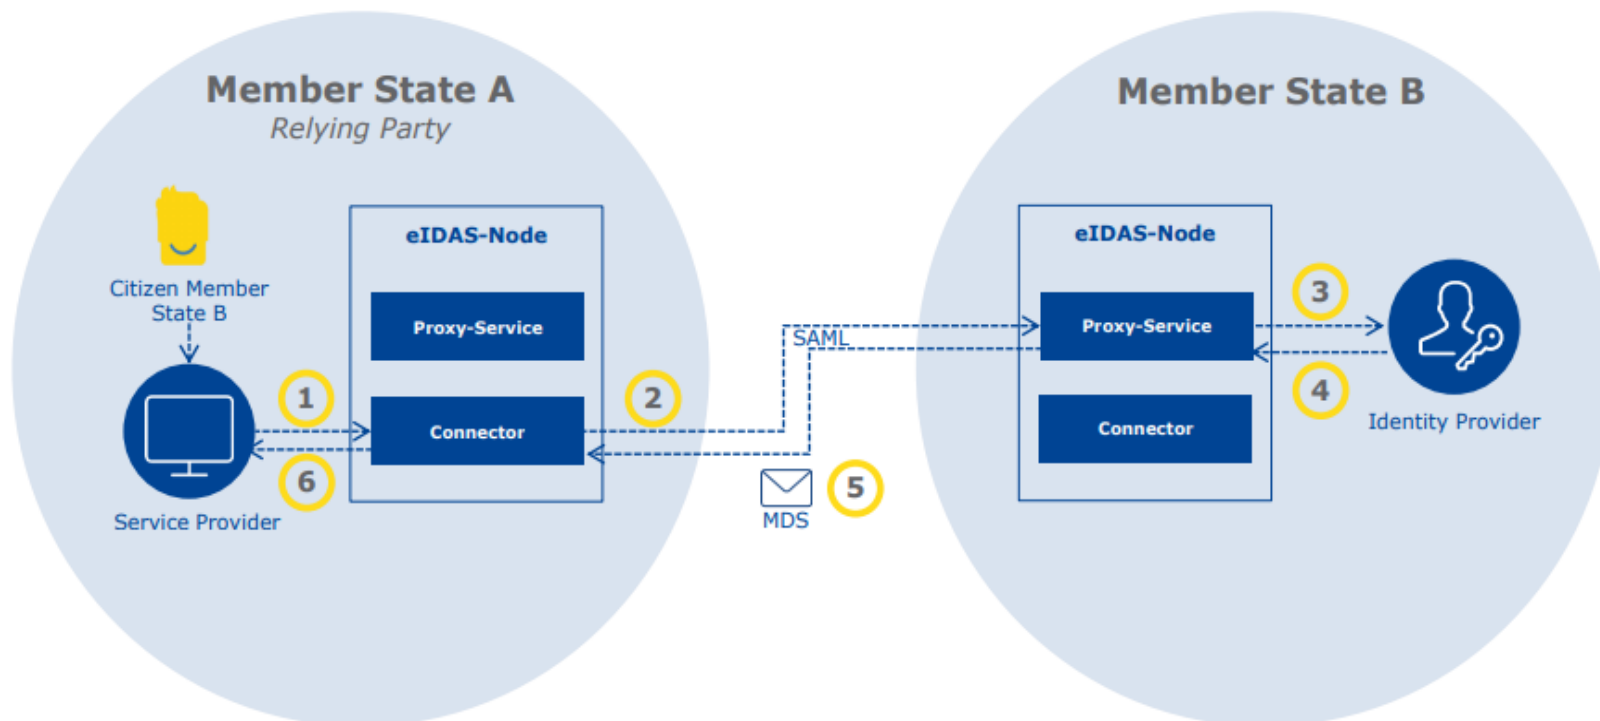 Member State A
Relying Party
Citizen Member
State B
Service Provider
eIDAS-Node
Proxy-Service
Connector
1
6
2
SAML
MDS
5
Member State B
eIDAS-Node
Proxy-Service
Connector
3
4
Identity Provider